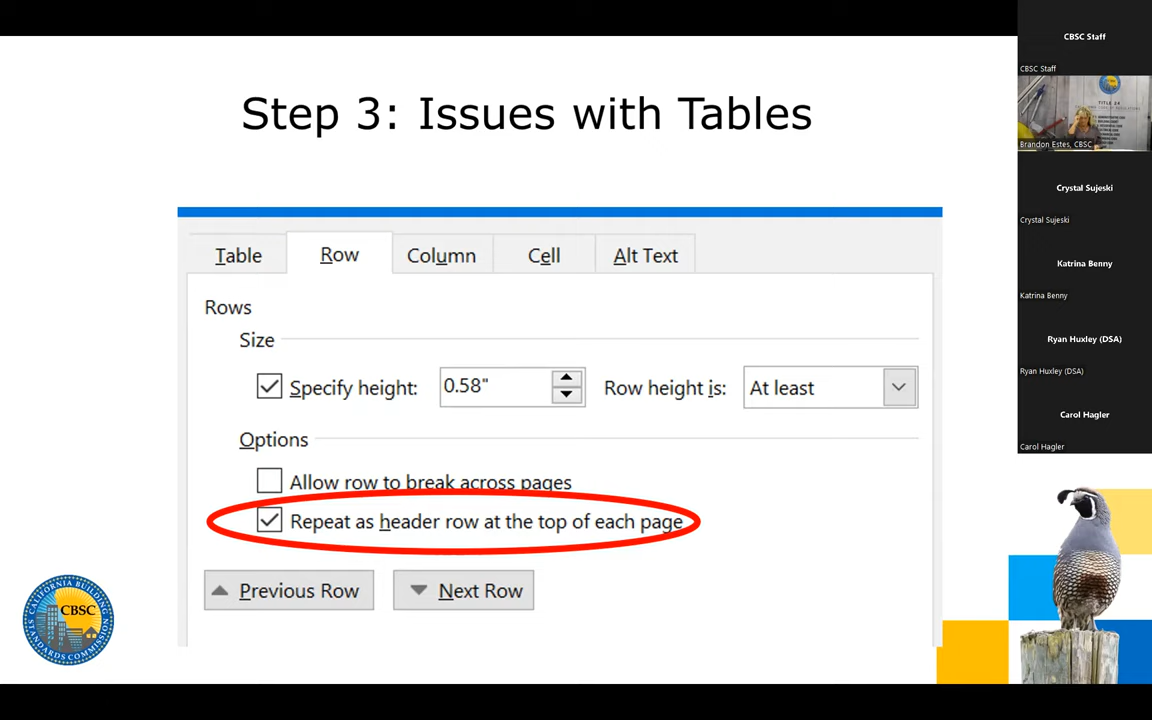 Step 3: Issues with Tables
Table
Row
Column
Cell
Alt Text
Rows
Size
Specify height:
0.58"
Row height is:
At least
Options
Allow row to break across pages
Repeat as header row at the top of each page
Previous Row
Next Row
CALIFORNIA BUILDING
CBSC
STANDARDS COMMISSION
CBSC Staff
CBSC Staff
TITLE 24
Brandon Estes, CBSC
Crystal Sujeski
Crystal Sujeski
Katrina Benny
Katrina Benny
Ryan Huxley (DSA)
Ryan Huxley (DSA)
Carol Hagler
Carol Hagler